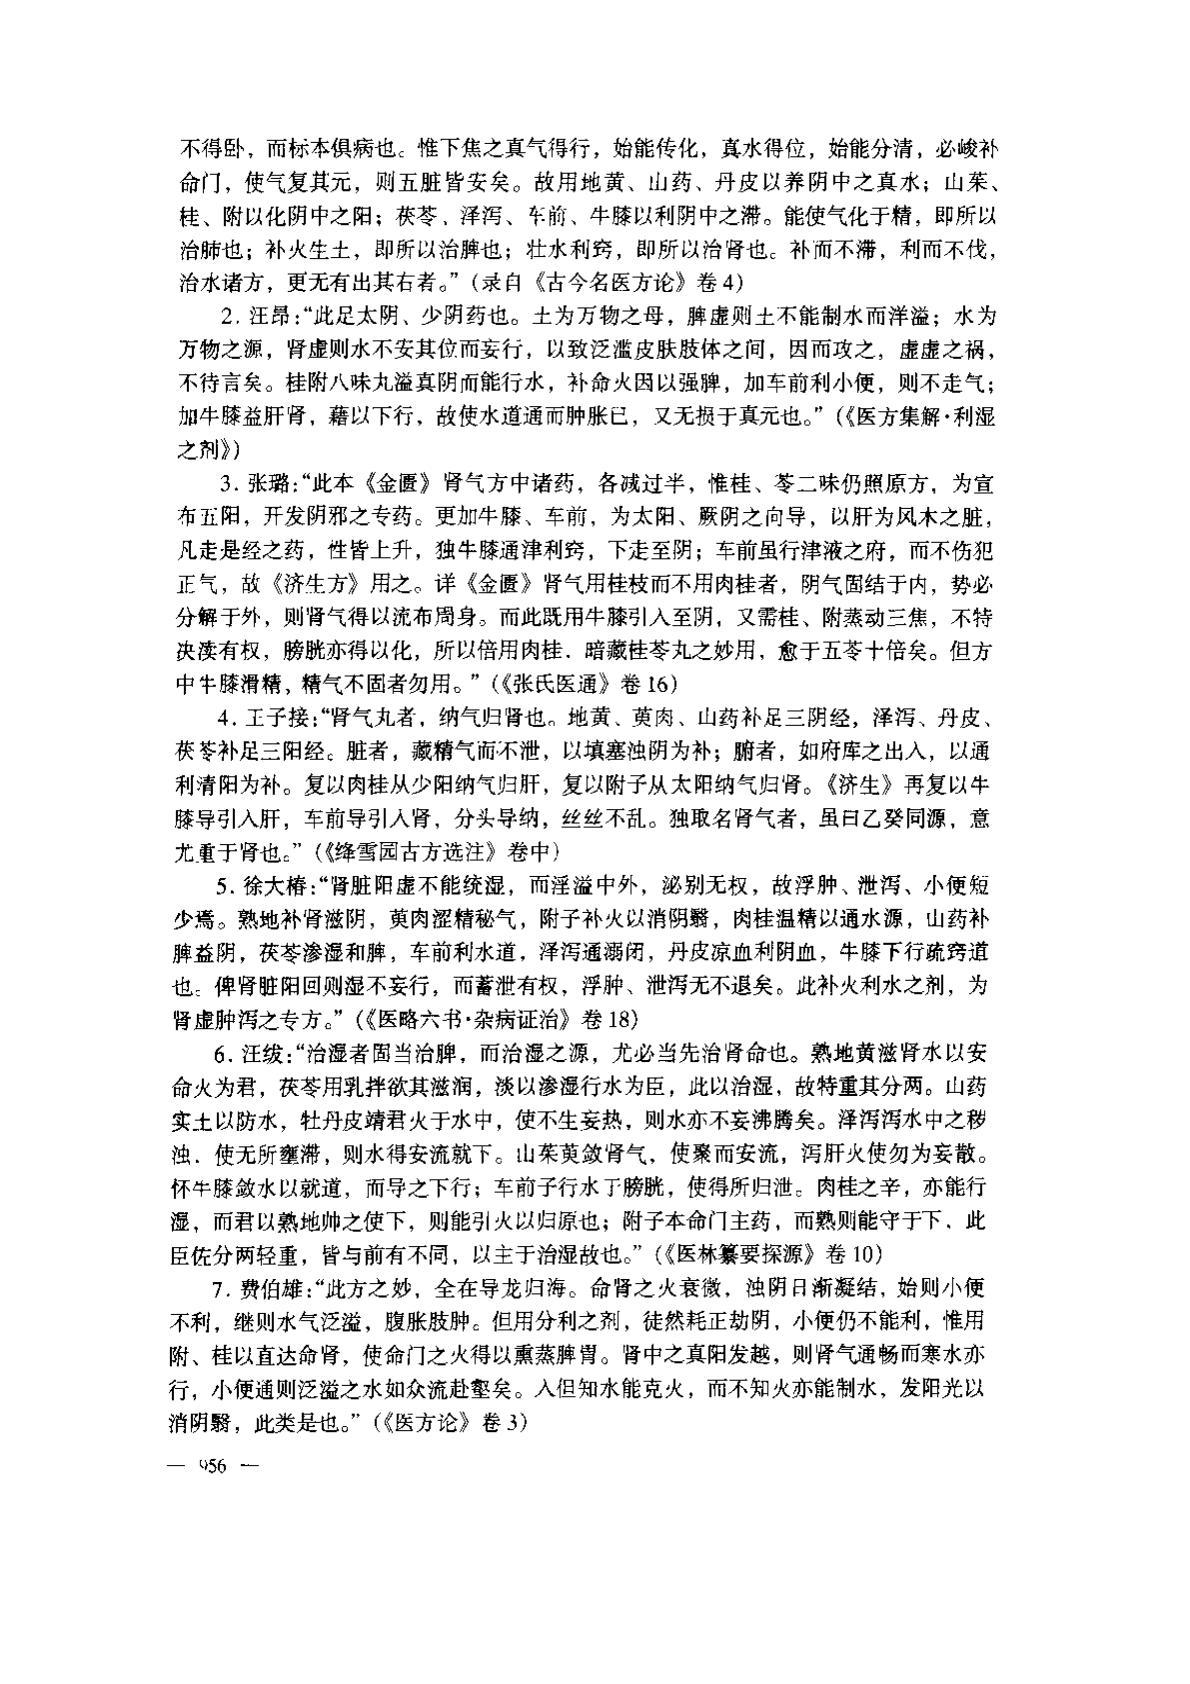 不得卧，而标本俱病也。惟下焦之真气得行，始能传化，真水得位，始能分清，必峻补
命门，使气复其元，则五脏皆安矣。故用地黄、山药、丹皮以养阴中之真水；山茱、
桂、附以化阴中之阳；茯苓、泽泻、车前、牛膝以利阴中之滞。能使气化于精，即所以
治肺也；补火生土，即所以治脾也；壮水利窍，即所以治肾也。补而不滞，利而不伐，
治水诸方，更无有出其右者。”（录自《古今名医方论》卷4）
2. 汪昂：“此足太阴、少阴药也。土为万物之母，脾虚则土不能制水而洋溢；水为
万物之源，肾虚则水不安其位而妄行，以致泛滥皮肤肢体之间，因而攻之，虚虚之祸，
不待言矣。桂附八味丸溢真阴而能行水，补命火因以强脾，加车前利小便，则不走气；
加牛膝益肝肾，藉以下行，故使水道通而肿胀已，又无损于真元也。”（《医方集解·利湿
之剂》）
3. 张璐：“此本《金匮》肾气方中诸药，各减过半，惟桂、苓二味仍照原方，为宣
布五阳，开发阴邪之专药。更加牛膝、车前，为太阳、厥阴之向导，以肝为风木之脏，
凡走是经之药，性皆上升，独牛膝通津利窍，下走至阴；车前虽行津液之府，而不伤犯
正气，故《济生方》用之。详《金匮》肾气用桂枝而不用肉桂者，阴气固结于内，势必
分解于外，则肾气得以流布周身。而此既用牛膝引入至阴，又需桂、附蒸动三焦，不特
决渎有权，膀胱亦得以化，所以倍用肉桂．暗藏桂苓丸之妙用，愈于五苓十倍矣。但方
中牛膝滑精，精气不固者勿用。”（《张氏医通》卷16）
4. 王子接：“肾气丸者，纳气归肾也。地黄、萸肉、山药补足三阴经，泽泻、丹皮、
茯苓补足三阳经。脏者，藏精气而不泄，以填塞浊阴为补；腑者，如府库之出入，以通
利清阳为补。复以肉桂从少阳纳气归肝，复以附子从太阳纳气归肾。《济生》再复以牛
膝导引入肝，车前导引入肾，分头导纳，丝丝不乱。独取名肾气者，虽曰乙癸同源，意
尤重于肾也。”（《绛雪园古方选注》卷中）
5. 徐大椿：“肾脏阳虚不能统湿，而淫溢中外，泌别无权，故浮肿、泄泻、小便短
少焉。熟地补肾滋阴，萸肉涩精秘气，附子补火以消阴翳，肉桂温精以通水源，山药补
脾益阴，茯苓渗湿和脾，车前利水道，泽泻通溺闭，丹皮凉血利阴血，牛膝下行疏窍道
也。俾肾脏阳回则湿不妄行，而蓄泄有权，浮肿、泄泻无不退矣。此补火利水之剂，为
肾虚肿泻之专方。”（《医略六书·杂病证治》卷18）
6. 汪绂：“治湿者固当治脾，而治湿之源，尤必当先治肾命也。熟地黄滋肾水以安
命火为君，茯苓用乳拌欲其滋润，淡以渗湿行水为臣，此以治湿，故特重其分两。山药
实土以防水，牡丹皮靖君火于水中，使不生妄热，则水亦不妄沸腾矣。泽泻泻水中之秽
浊．使无所壅滞，则水得安流就下。山茱萸敛肾气，使聚而安流，泻肝火使勿为妄散。
怀牛膝敛水以就道，而导之下行；车前子行水于膀胱，使得所归泄。肉桂之辛，亦能行
湿，而君以熟地帅之使下，则能引火以归原也；附子本命门主药，而熟则能守于下．此
臣佐分两轻重，皆与前有不同，以主于治湿故也。”（《医林纂要探源》卷10）
7. 费伯雄：“此方之妙，全在导龙归海。命肾之火衰微，浊阴日渐凝结，始则小便
不利，继则水气泛溢，腹胀肢肿。但用分利之剂，徒然耗正劫阴，小便仍不能利，惟用
附、桂以直达命肾，使命门之火得以熏蒸脾胃。肾中之真阳发越，则肾气通畅而寒水亦
行，小便通则泛溢之水如众流赴壑矣。人但知水能克火，而不知火亦能制水，发阳光以
消阴翳，此类是也。”（《医方论》卷3）
— 956 —